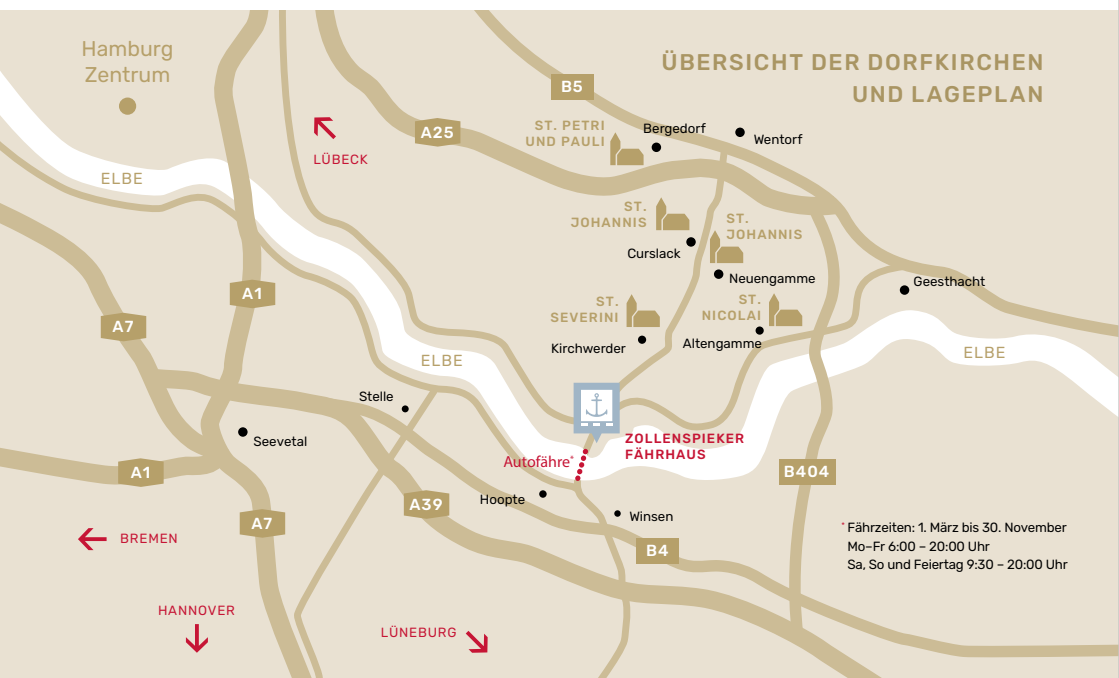 Hamburg
Zentrum
ÜBERSICHT DER DORFKIRCHEN
UND LAGEPLAN
B5
A25
ST. PETRI
UND PAULI
Bergedorf
Wentorf
LÜBECK
ELBE
ST.
JOHANNIS
ST.
JOHANNIS
Curslack
Neuengamme
Geesthacht
A1
A7
ST.
SEVERINI
ST.
NICOLAI
Kirchwerder
Altengamme
ELBE
ELBE
Stelle
Seevetal
ZOLLENSPIEKER
FÄHRHAUS
Autofähre*
A1
B404
Hoopte
A39
Winsen
A7
B4
BREMEN
* Fährzeiten: 1. März bis 30. November
Mo–Fr 6:00 – 20:00 Uhr
Sa, So und Feiertag 9:30 – 20:00 Uhr
HANNOVER
LÜNEBURG